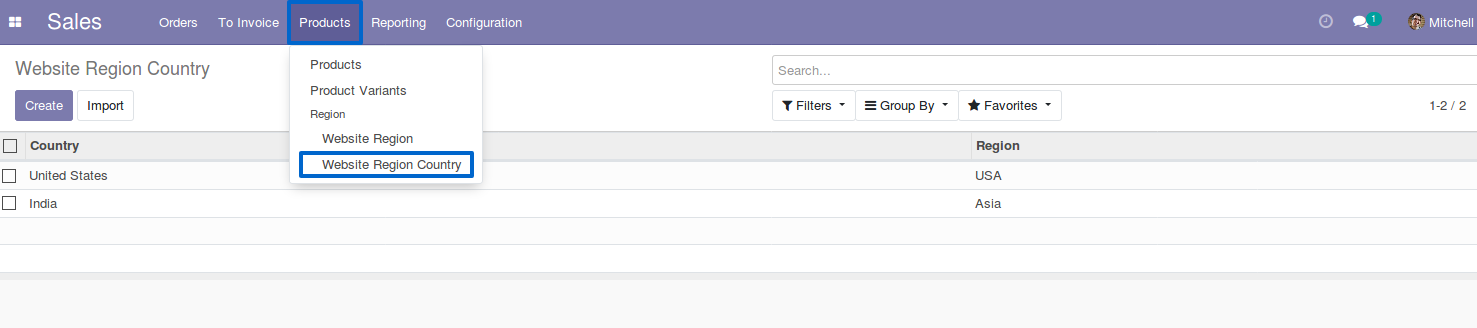 Sales Orders To Invoice Products Reporting Configuration 1 Mitchell
Website Region Country
Search...
Create Import
Filters Group By Favorites 1-2 / 2
Products
Product Variants
Region
Website Region
Website Region Country
Country Region
United States USA
India Asia